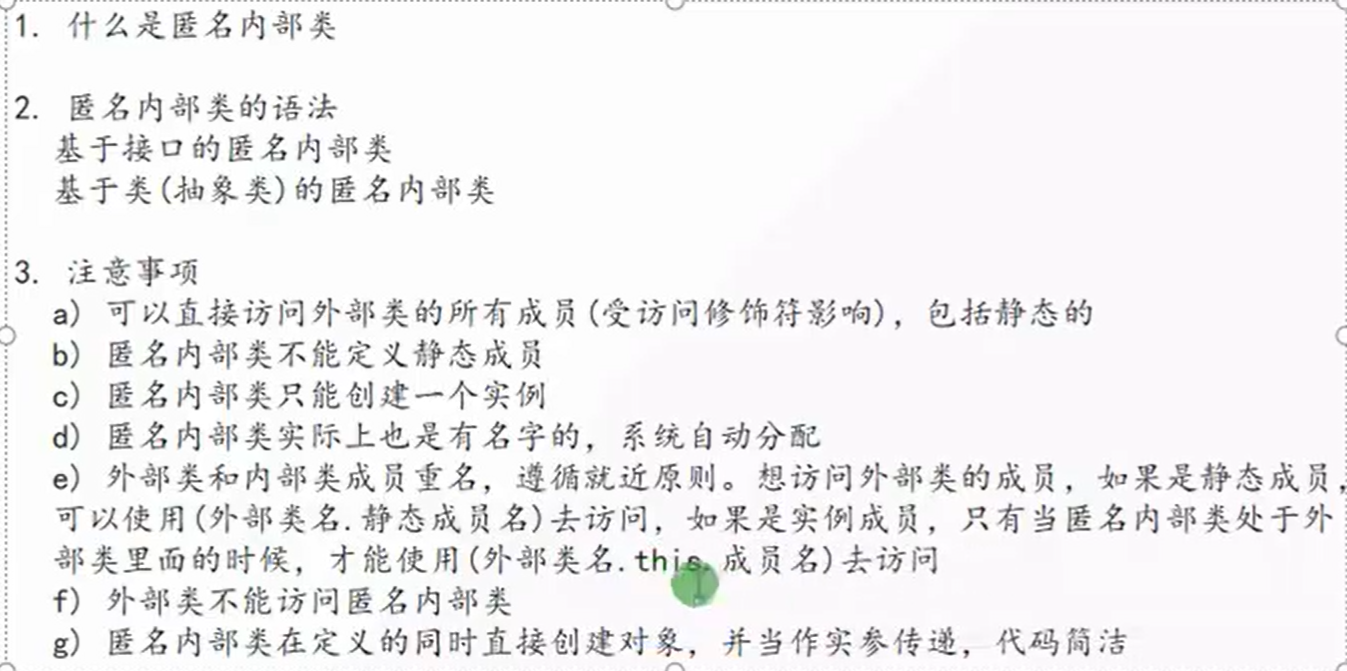 1. 什么是匿名内部类
2. 匿名内部类的语法
基于接口的匿名内部类
基于类(抽象类)的匿名内部类
3. 注意事项
a) 可以直接访问外部类的所有成员(受访问修饰符影响)，包括静态的
b) 匿名内部类不能定义静态成员
c) 匿名内部类只能创建一个实例
d) 匿名内部类实际上也是有名字的，系统自动分配
e) 外部类和内部类成员重名，遵循就近原则。想访问外部类的成员，如果是静态成员，
可以使用(外部类名.静态成员名)去访问，如果是实例成员，只有当匿名内部类处于外
部类里面的时候，才能使用(外部类名.this.成员名)去访问
f) 外部类不能访问匿名内部类
g) 匿名内部类在定义的同时直接创建对象，并当作实参传递，代码简洁